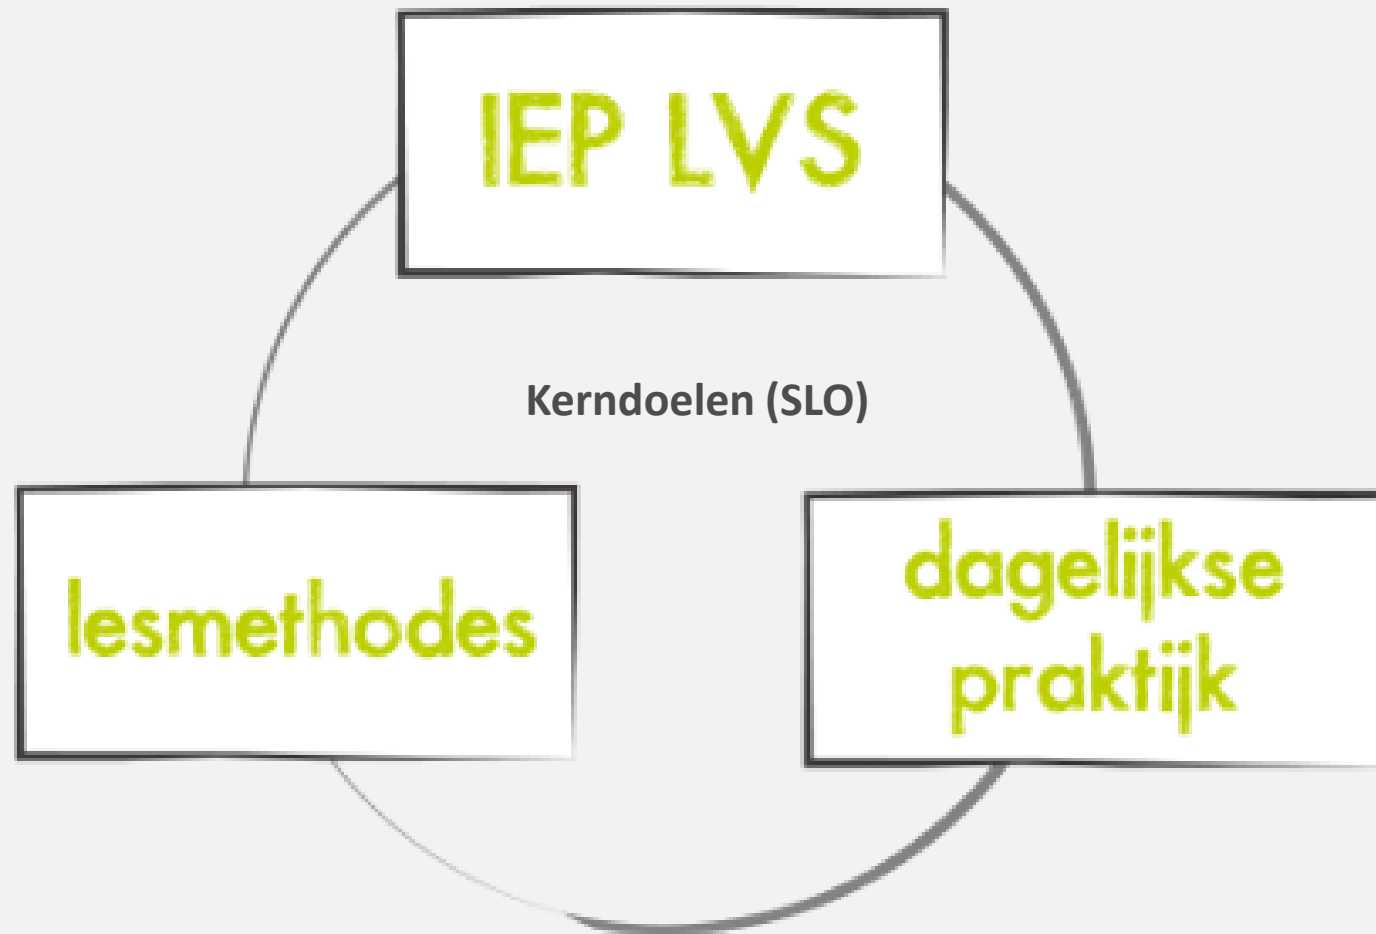 IEP LVS
Kerndoelen (SLO)
lesmethodes
dagelijkse
praktijk